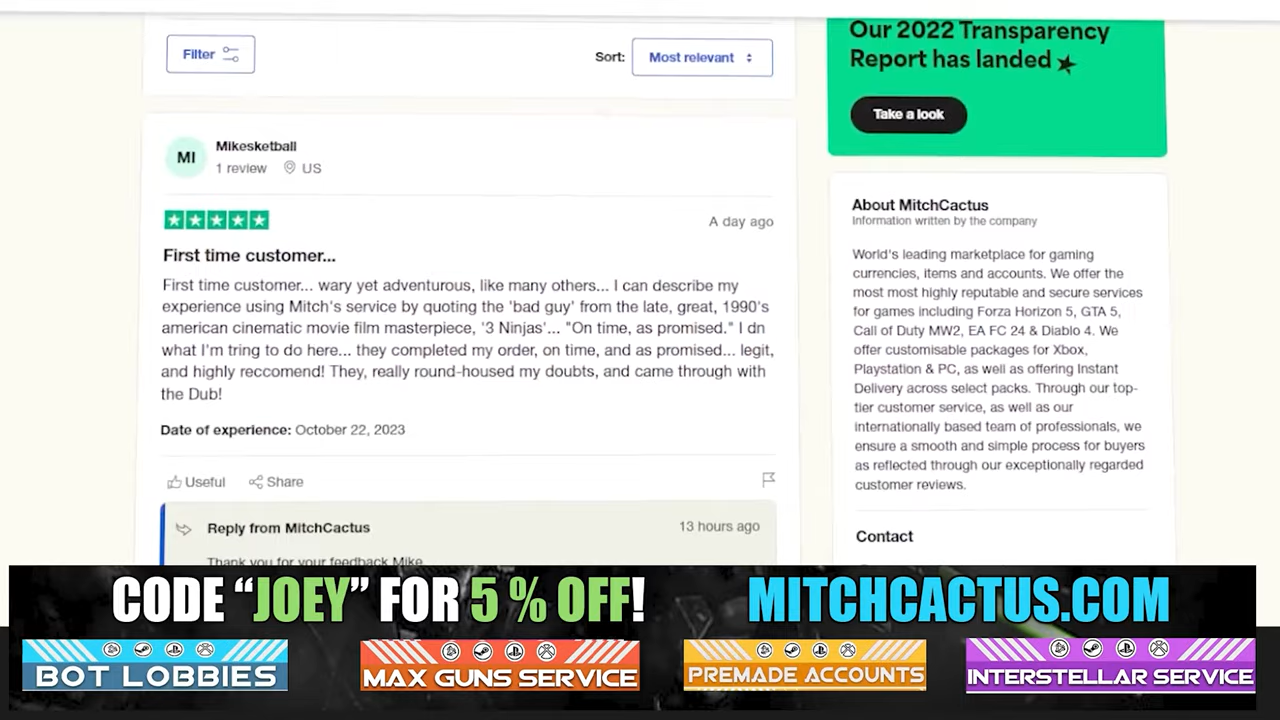 Filter
Sort:
Most relevant
Our 2022 Transparency
Report has landed
Take a look
MI
Mikesketball
1 review
US
A day ago
First time customer...
First time customer... wary yet adventurous, like many others... I can describe my
experience using Mitch's service by quoting the 'bad guy' from the late, great, 1990's
american cinematic movie film masterpiece, '3 Ninjas'... "On time, as promised." I dn
what I'm tring to do here... they completed my order, on time, and as promised... legit,
and highly reccomend! They, really round-housed my doubts, and came through with
the Dub!
Date of experience: October 22, 2023
Useful
Share
Reply from MitchCactus
13 hours ago
Thank you for your feedback Mike
About MitchCactus
Information written by the company
World's leading marketplace for gaming
currencies, items and accounts. We offer the
most most highly reputable and secure services
for games including Forza Horizon 5, GTA 5,
Call of Duty MW2, EA FC 24 & Diablo 4. We
offer customisable packages for Xbox,
Playstation & PC, as well as offering Instant
Delivery across select packs. Through our top-
tier customer service, as well as our
internationally based team of professionals, we
ensure a smooth and simple process for buyers
as reflected through our exceptionally regarded
customer reviews.
Contact
CODE “JOEY” FOR 5 % OFF!
MITCHCACTUS.COM
BOT LOBBIES
MAX GUNS SERVICE
PREMADE ACCOUNTS
INTERSTELLAR SERVICE